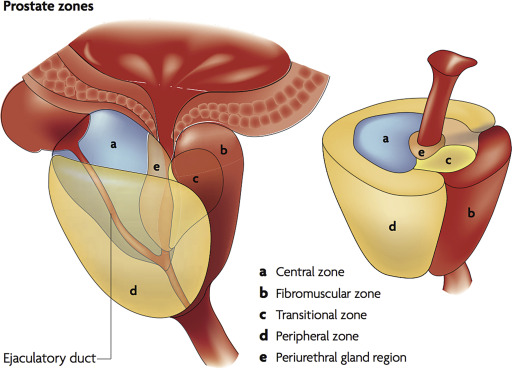 Prostate zones
a
e
b
c
d
Ejaculatory duct
a
e
c
d
b
a Central zone
b Fibromuscular zone
c Transitional zone
d Peripheral zone
e Periurethral gland region